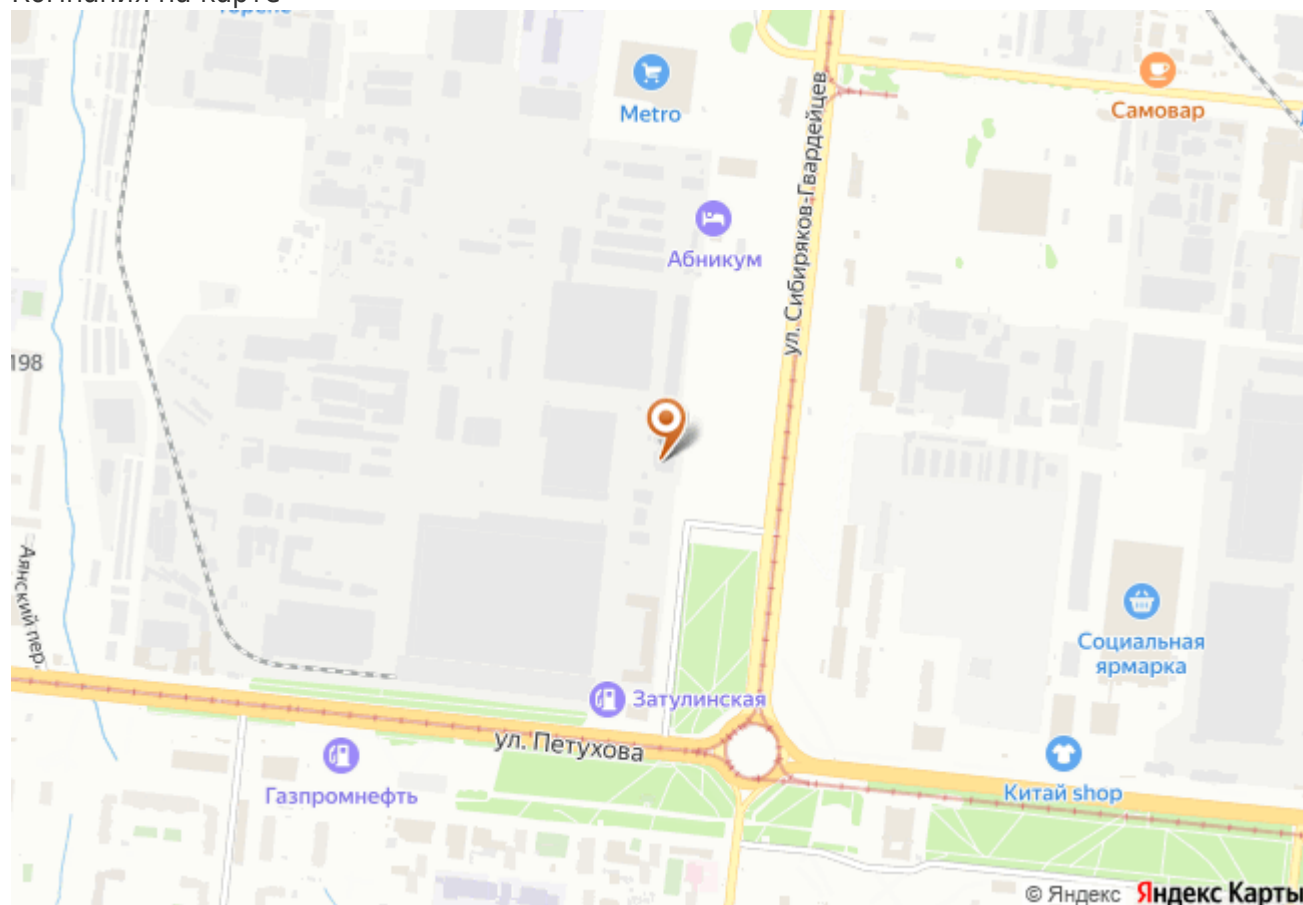 Metro
Самовар
ул. Сибиряков-Гвардейцев
Абникум
198
Аянский пер.
Социальная
ярмарка
Затулинская
ул. Петухова
Газпромнефть
Китай shop
© Яндекс Яндекс Карты